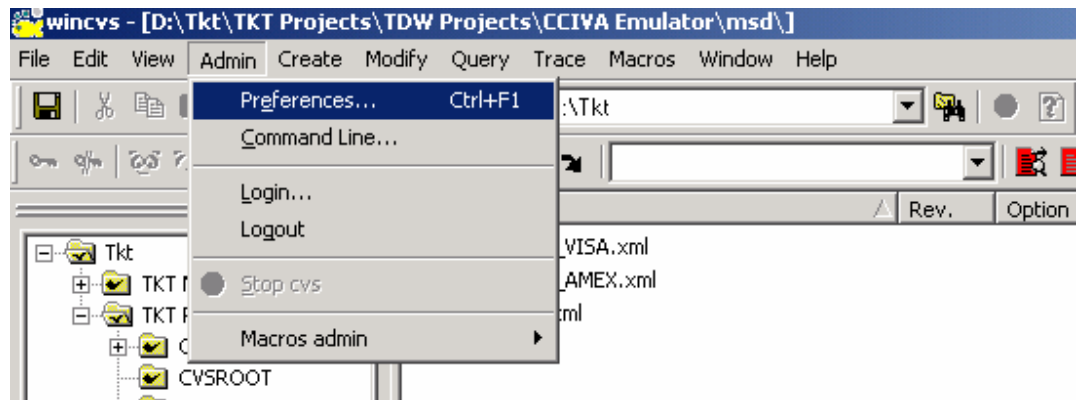 wincvs - [D:\Tkt\TKT Projects\TDW Projects\CCIVA Emulator\msd\]
File Edit View Admin Create Modify Query Trace Macros Window Help
Preferences... Ctrl+F1
:\Tkt
Command Line...
Login...
Rev. Option
Logout
Tkt
_VISA.xml
TKT
Stop cvs
_AMEX.xml
TKT
Macros admin
CVSROOT